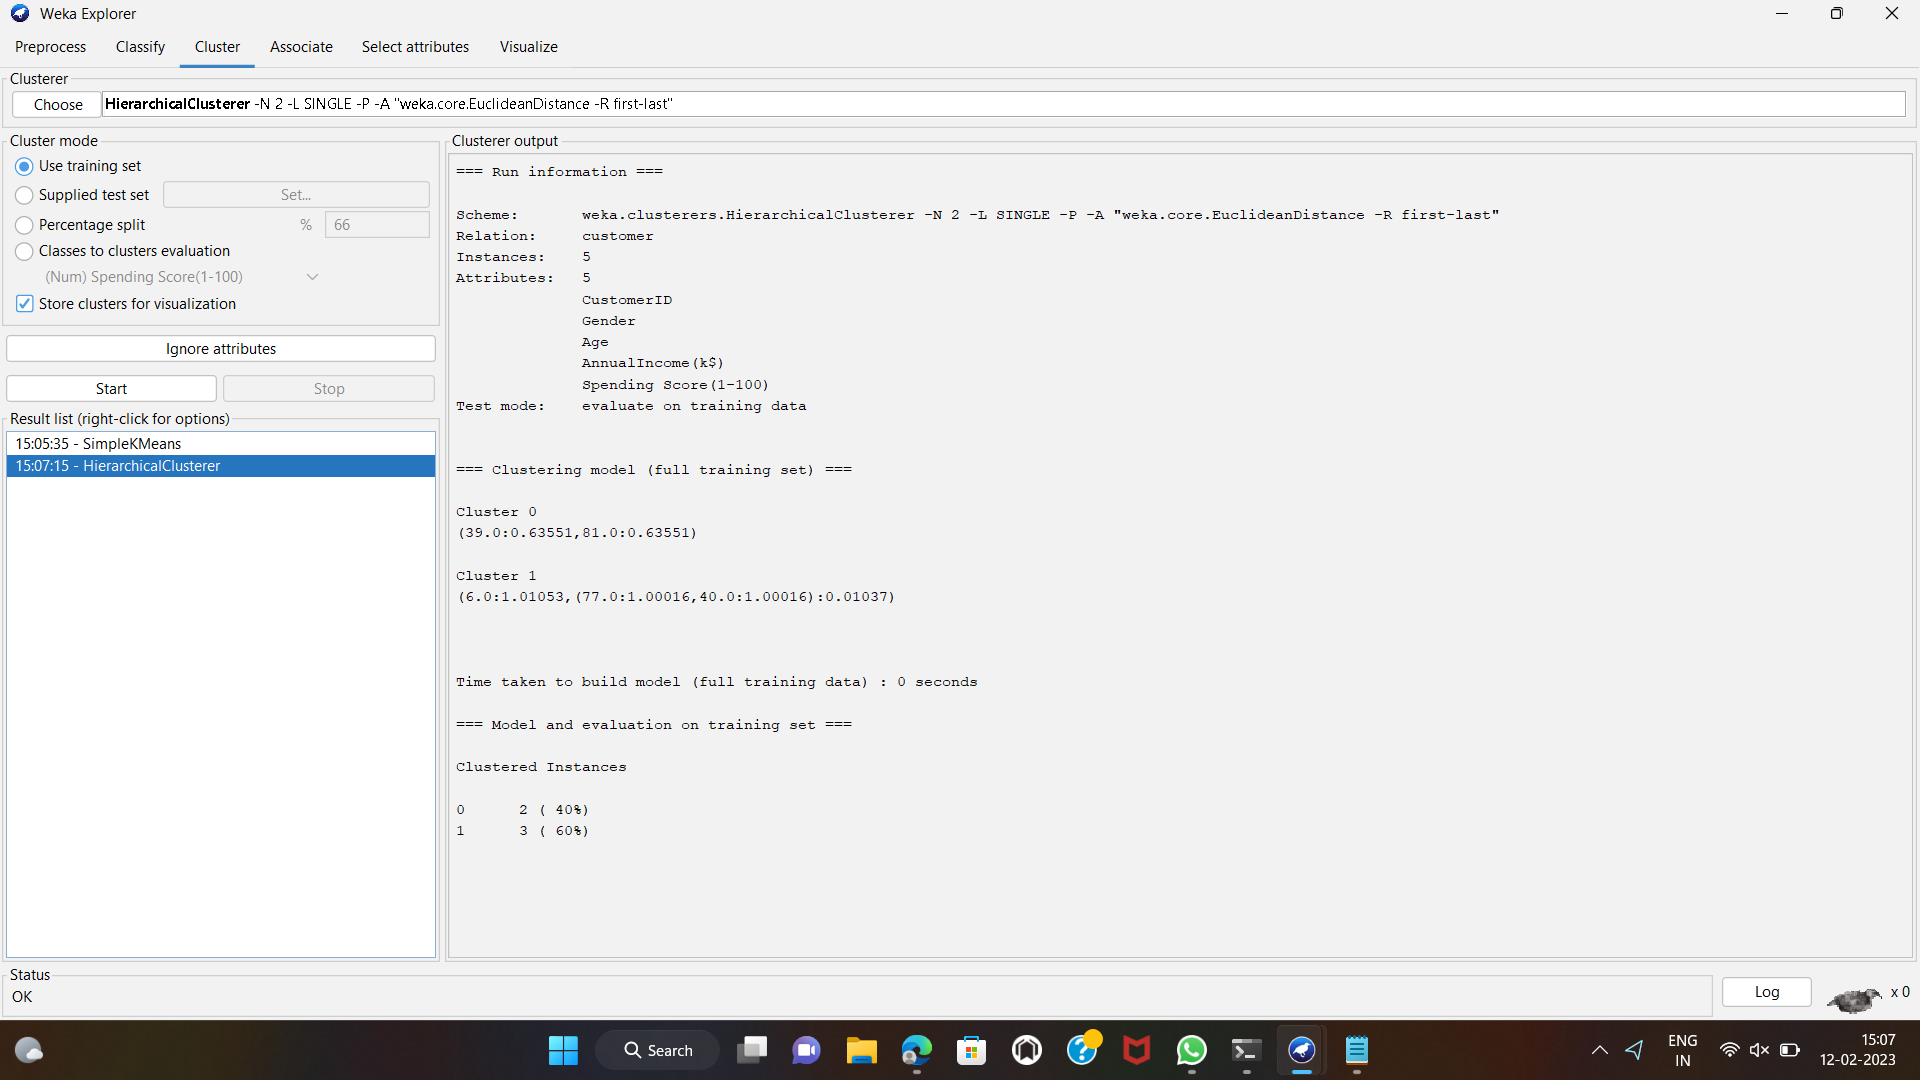 Weka Explorer
Preprocess Classify Cluster Associate Select attributes Visualize
Clusterer
Choose HierarchicalClusterer -N 2 -L SINGLE -P -A "weka.core.EuclideanDistance -R first-last"
Cluster mode
Use training set
Supplied test set Set...
Percentage split % 66
Classes to clusters evaluation
(Num) Spending Score(1-100)
Store clusters for visualization
Ignore attributes
Start Stop
Result list (right-click for options)
15:05:35 - SimpleKMeans
15:07:15 - HierarchicalClusterer
Clusterer output
=== Run information ===
Scheme: weka.clusterers.HierarchicalClusterer -N 2 -L SINGLE -P -A "weka.core.EuclideanDistance -R first-last"
Relation: customer
Instances: 5
Attributes: 5
CustomerID
Gender
Age
AnnualIncome(k$)
Spending Score(1-100)
Test mode: evaluate on training data
=== Clustering model (full training set) ===
Cluster 0
(39.0:0.63551,81.0:0.63551)
Cluster 1
(6.0:1.01053,(77.0:1.00016,40.0:1.00016):0.01037)
Time taken to build model (full training data) : 0 seconds
=== Model and evaluation on training set ===
Clustered Instances
0 2 ( 40%)
1 3 ( 60%)
Status
OK
Log x 0
Search
ENG
IN
15:07
12-02-2023